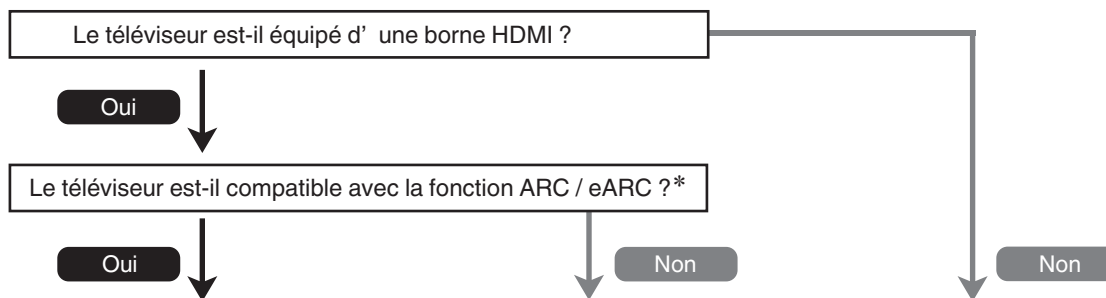 Le téléviseur est-il équipé d' une borne HDMI ?
Oui
Le téléviseur est-il compatible avec la fonction ARC / eARC ?*
Oui
Non
Non